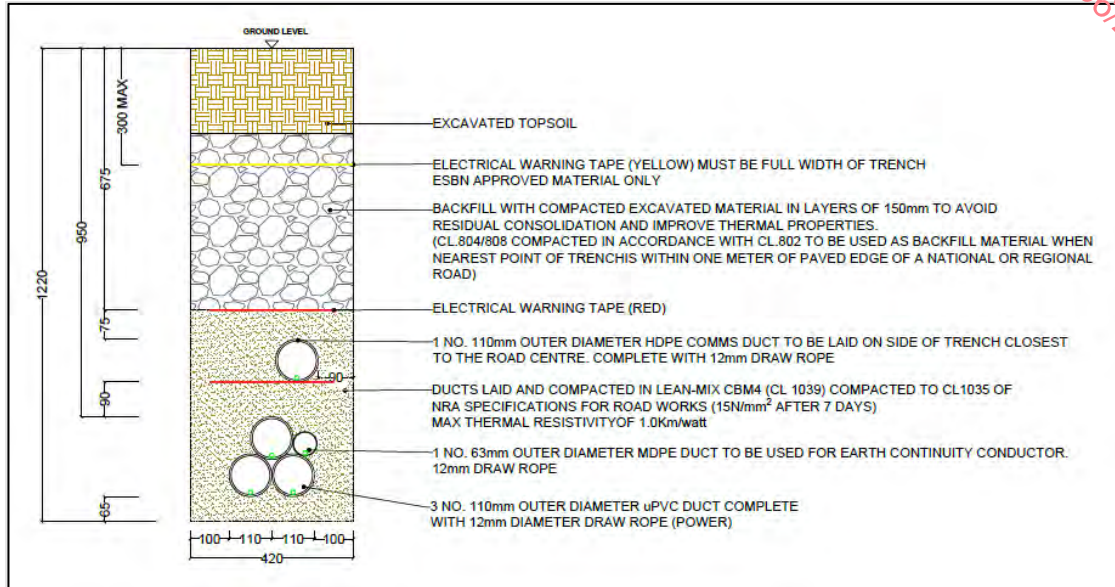 GROUND LEVEL
300 MAX
675
950
1220
75
90
65
EXCAVATED TOPSOIL
ELECTRICAL WARNING TAPE (YELLOW) MUST BE FULL WIDTH OF TRENCH
ESBN APPROVED MATERIAL ONLY
BACKFILL WITH COMPACTED EXCAVATED MATERIAL IN LAYERS OF 150mm TO AVOID
RESIDUAL CONSOLIDATION AND IMPROVE THERMAL PROPERTIES.
(CL.804/808 COMPACTED IN ACCORDANCE WITH CL.802 TO BE USED AS BACKFILL MATERIAL WHEN
NEAREST POINT OF TRENCHIS WITHIN ONE METER OF PAVED EDGE OF A NATIONAL OR REGIONAL
ROAD)
ELECTRICAL WARNING TAPE (RED)
1 NO. 110mm OUTER DIAMETER HDPE COMMS DUCT TO BE LAID ON SIDE OF TRENCH CLOSEST
TO THE ROAD CENTRE. COMPLETE WITH 12mm DRAW ROPE
90
DUCTS LAID AND COMPACTED IN LEAN-MIX CBM4 (CL 1039) COMPACTED TO CL1035 OF
NRA SPECIFICATIONS FOR ROAD WORKS (15N/mm² AFTER 7 DAYS)
MAX THERMAL RESISTIVITYOF 1.0Km/watt
1 NO. 63mm OUTER DIAMETER MDPE DUCT TO BE USED FOR EARTH CONTINUITY CONDUCTOR.
12mm DRAW ROPE
3 NO. 110mm OUTER DIAMETER uPVC DUCT COMPLETE
WITH 12mm DIAMETER DRAW ROPE (POWER)
100 110 110 100
420